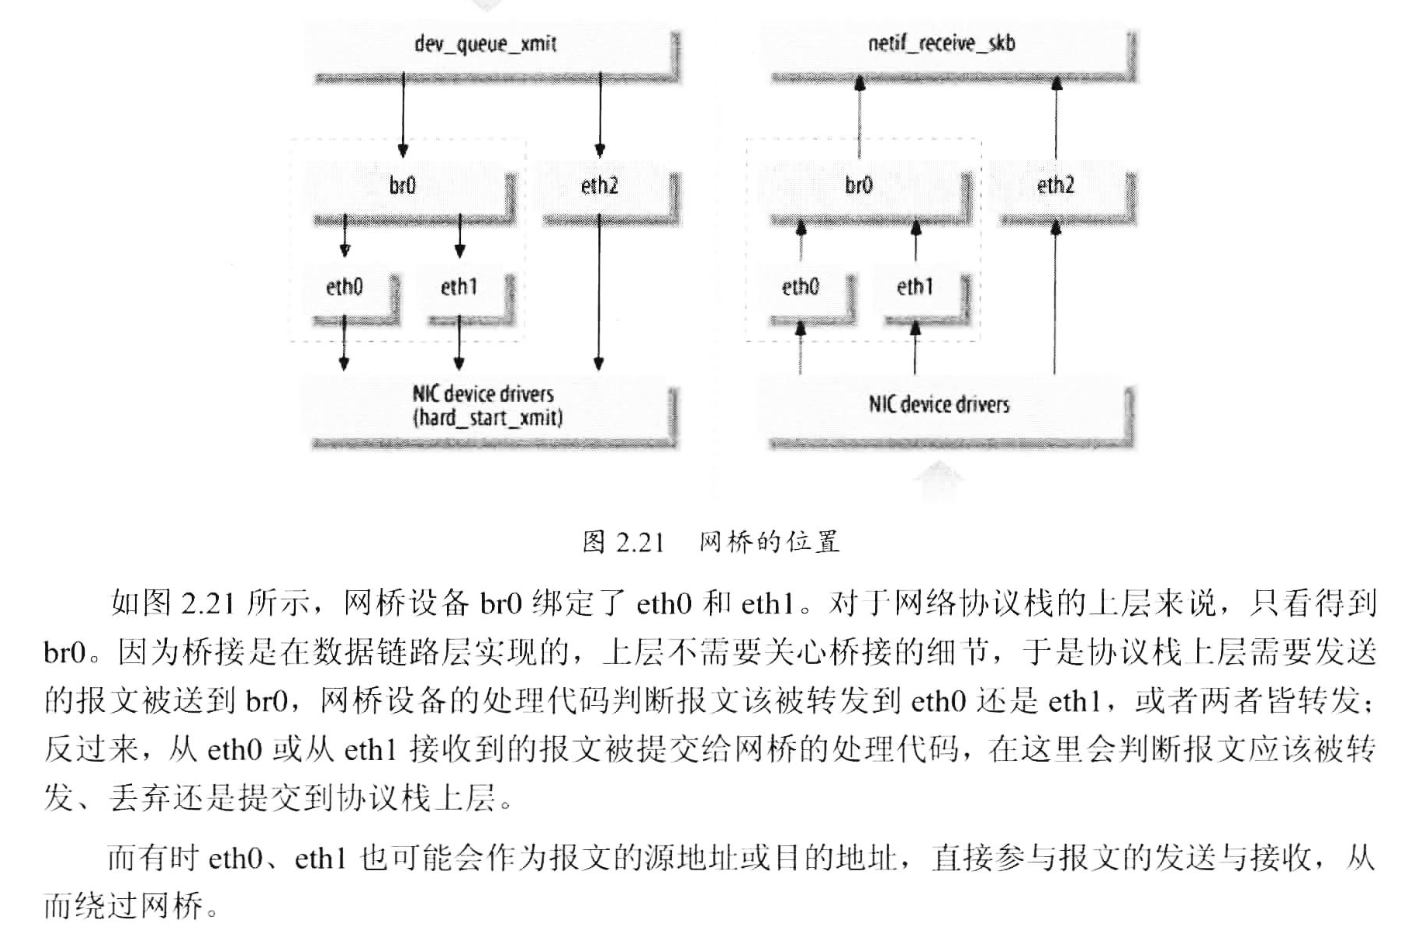 dev_queue_xmit
netif_receive_skb
br0
eth2
br0
eth2
eth0
eth1
eth0
eth1
NIC device drivers
(hard_start_xmit)
NIC device drivers
图 2.21 网桥的位置
如图 2.21 所示，网桥设备 br0 绑定了 eth0 和 eth1。对于网络协议栈的上层来说，只看得到
br0。因为桥接是在数据链路层实现的，上层不需要关心桥接的细节，于是协议栈上层需要发送
的报文被送到 br0，网桥设备的处理代码判断报文该被转发到 eth0 还是 eth1，或者两者皆转发；
反过来，从 eth0 或从 eth1 接收到的报文被提交给网桥的处理代码，在这里会判断报文应该被转
发、丢弃还是提交到协议栈上层。
而有时 eth0、eth1 也可能会作为报文的源地址或目的地址，直接参与报文的发送与接收，从
而绕过网桥。